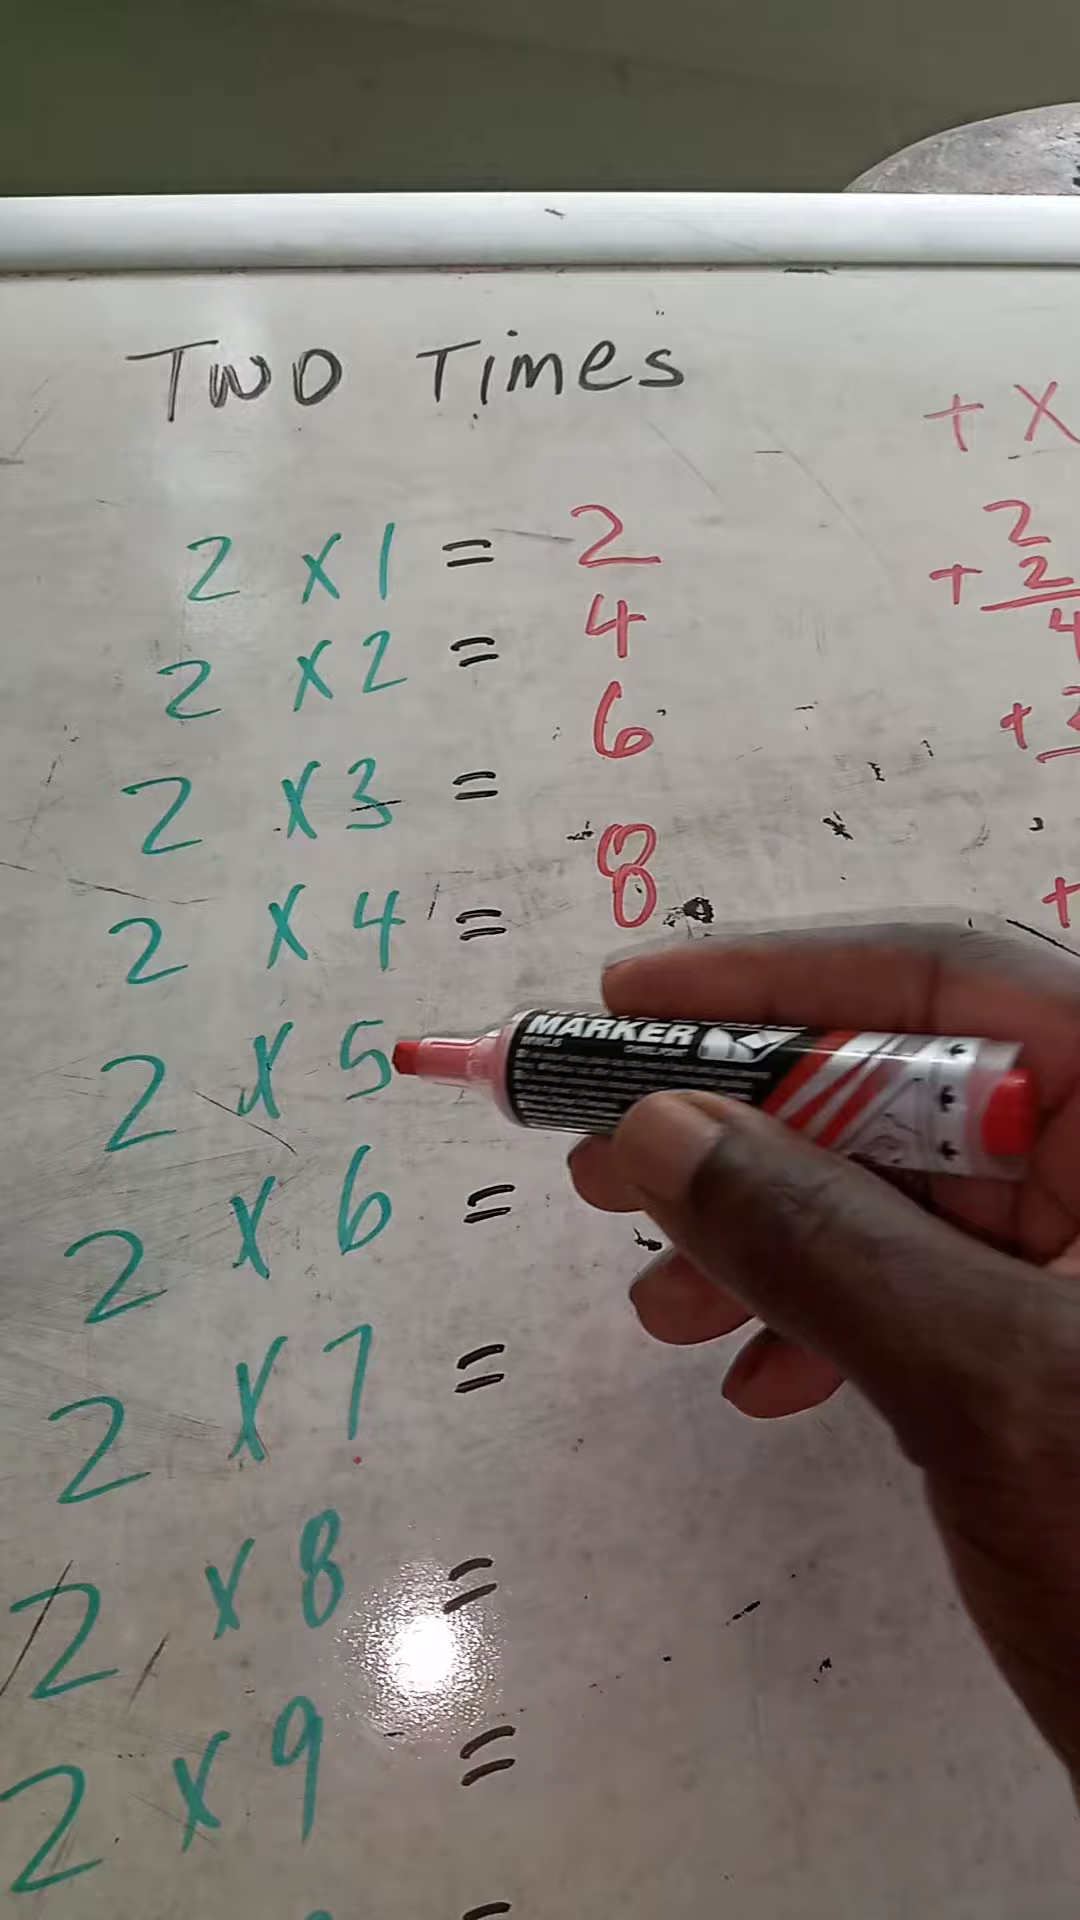 TWO Times
2 x 1 = 2
2 x 2 = 4
2 x 3 = 6
2 x 4 = 8
2 x 5
2 x 6 =
2 x 7 =
2 x 8 =
2 x 9 =
=
+ x
2
+ 2
4
+
+
MARKER